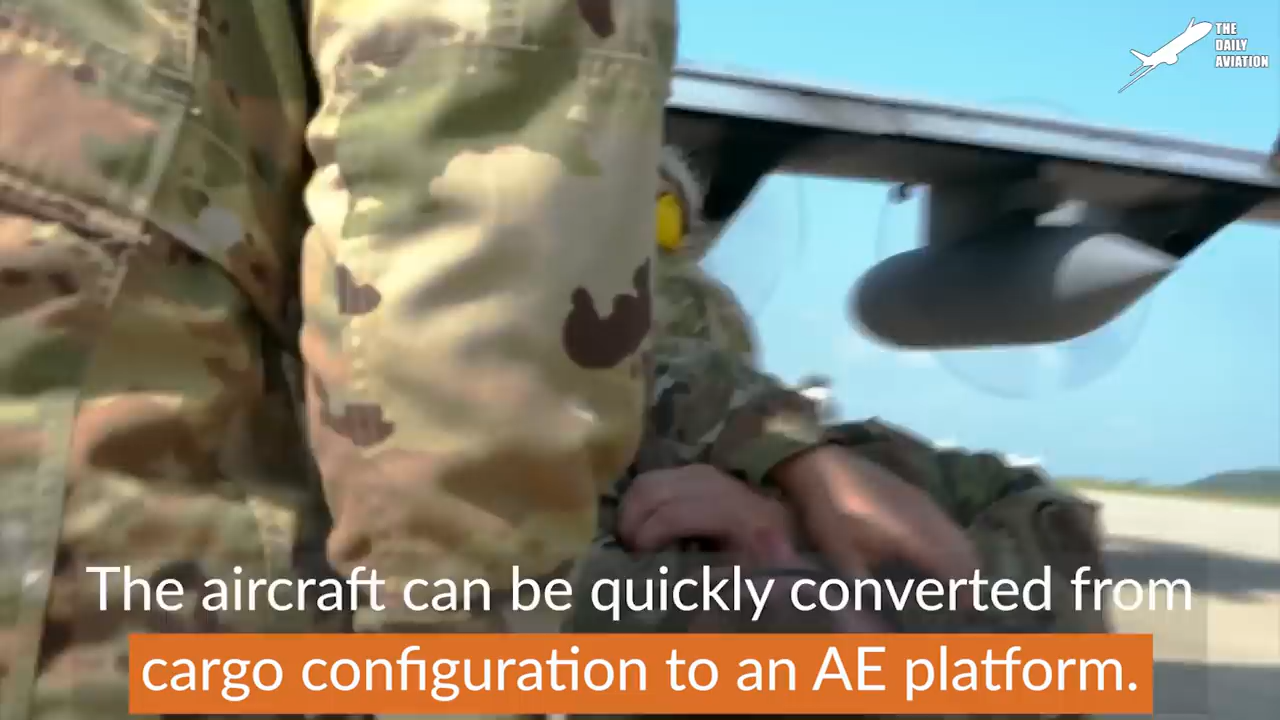 THE
DAILY
AVIATION
The aircraft can be quickly converted from
cargo configuration to an AE platform.